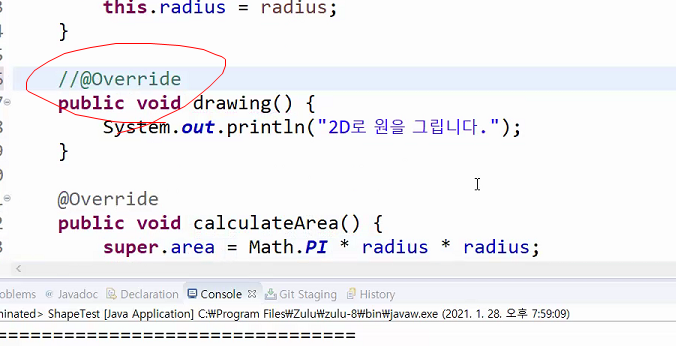 this.radius = radius;
}
//@Override
public void drawing() {
System.out.println("2D로 원을 그립니다.");
}
@Override
public void calculateArea() {
super.area = Math.PI * radius * radius;
oblems @ Javadoc Declaration Console Git Staging History
minated> ShapeTest [Java Application] C:₩Program Files₩Zulu₩zulu-8₩bin₩javaw.exe (2021. 1. 28. 오후 7:59:09)
==================================